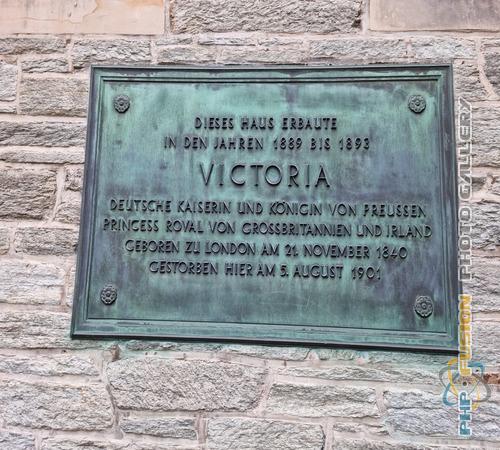 DIESES HAUS ERBAUTE
IN DEN JAHREN 1889 BIS 1893
VICTORIA
DEUTSCHE KAISERIN UND KÖNIGIN VON PREUSSEN
PRINCESS ROYAL VON GROSSBRITANNIEN UND IRLAND
GEBOREN ZU LONDON AM 21. NOVEMBER 1840
GESTORBEN HIER AM 5. AUGUST 1901
PHP FUSION PHOTO GALLERY